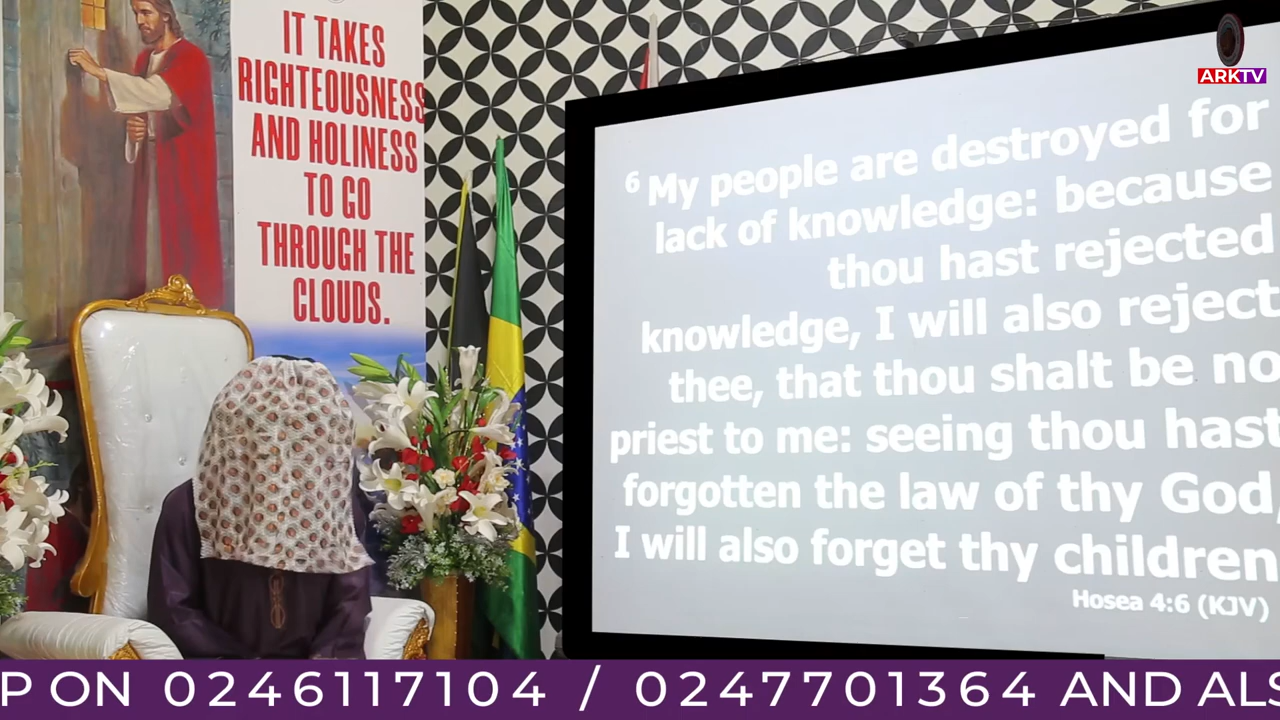 IT TAKES
RIGHTEOUSNESS
AND HOLINESS
TO GO
THROUGH THE
CLOUDS.
ARKTV
6 My people are destroyed for
lack of knowledge: because
thou hast rejected
knowledge, I will also reject
thee, that thou shalt be no
priest to me: seeing thou hast
forgotten the law of thy God,
I will also forget thy children
Hosea 4:6 (KJV)
P ON 0246117104 / 0247701364 AND ALS